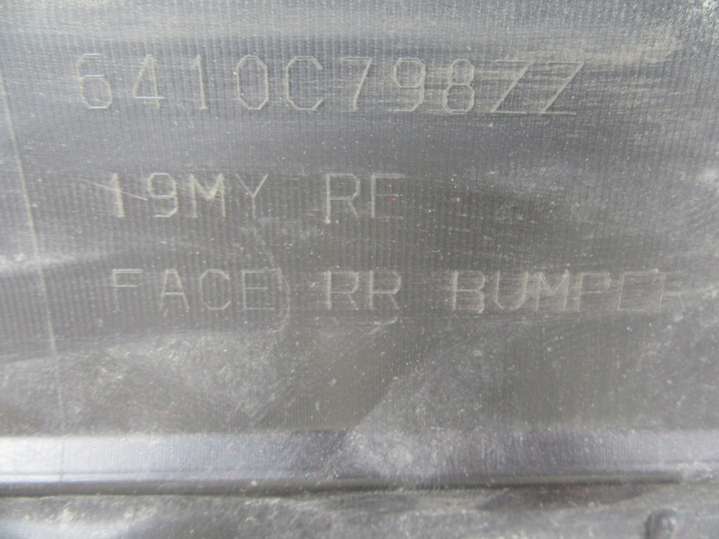 6410C798ZZ
19MY RE
FACE RR BUMPER